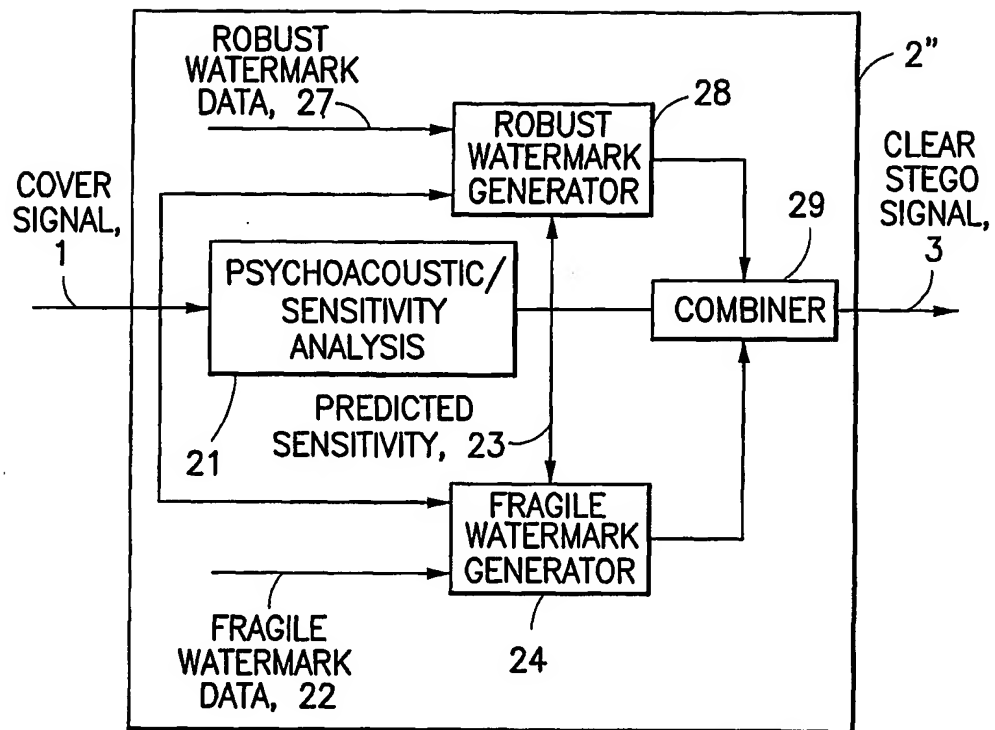 ROBUST
WATERMARK
DATA, 27
2"
28
ROBUST
WATERMARK
GENERATOR
CLEAR
STEGO
SIGNAL,
3
COVER
SIGNAL,
1
29
PSYCHOACOUSTIC/
SENSITIVITY
ANALYSIS
COMBINER
21
PREDICTED
SENSITIVITY, 23
FRAGILE
WATERMARK
GENERATOR
24
FRAGILE
WATERMARK
DATA, 22